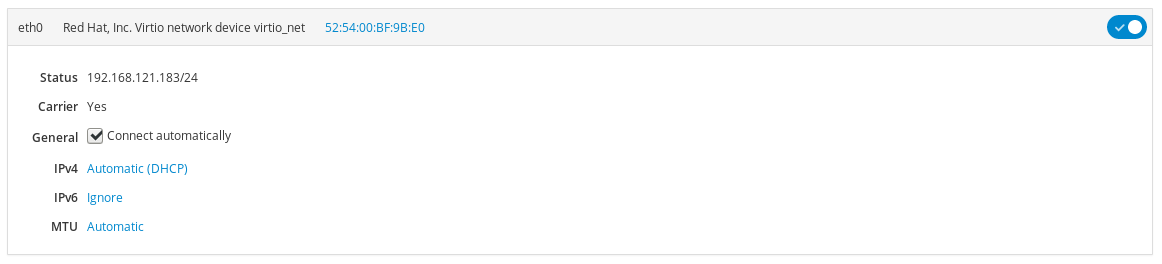 eth0 Red Hat, Inc. Virtio network device virtio_net 52:54:00:BF:9B:E0
Status 192.168.121.183/24
Carrier Yes
General Connect automatically
IPv4 Automatic (DHCP)
IPv6 Ignore
MTU Automatic